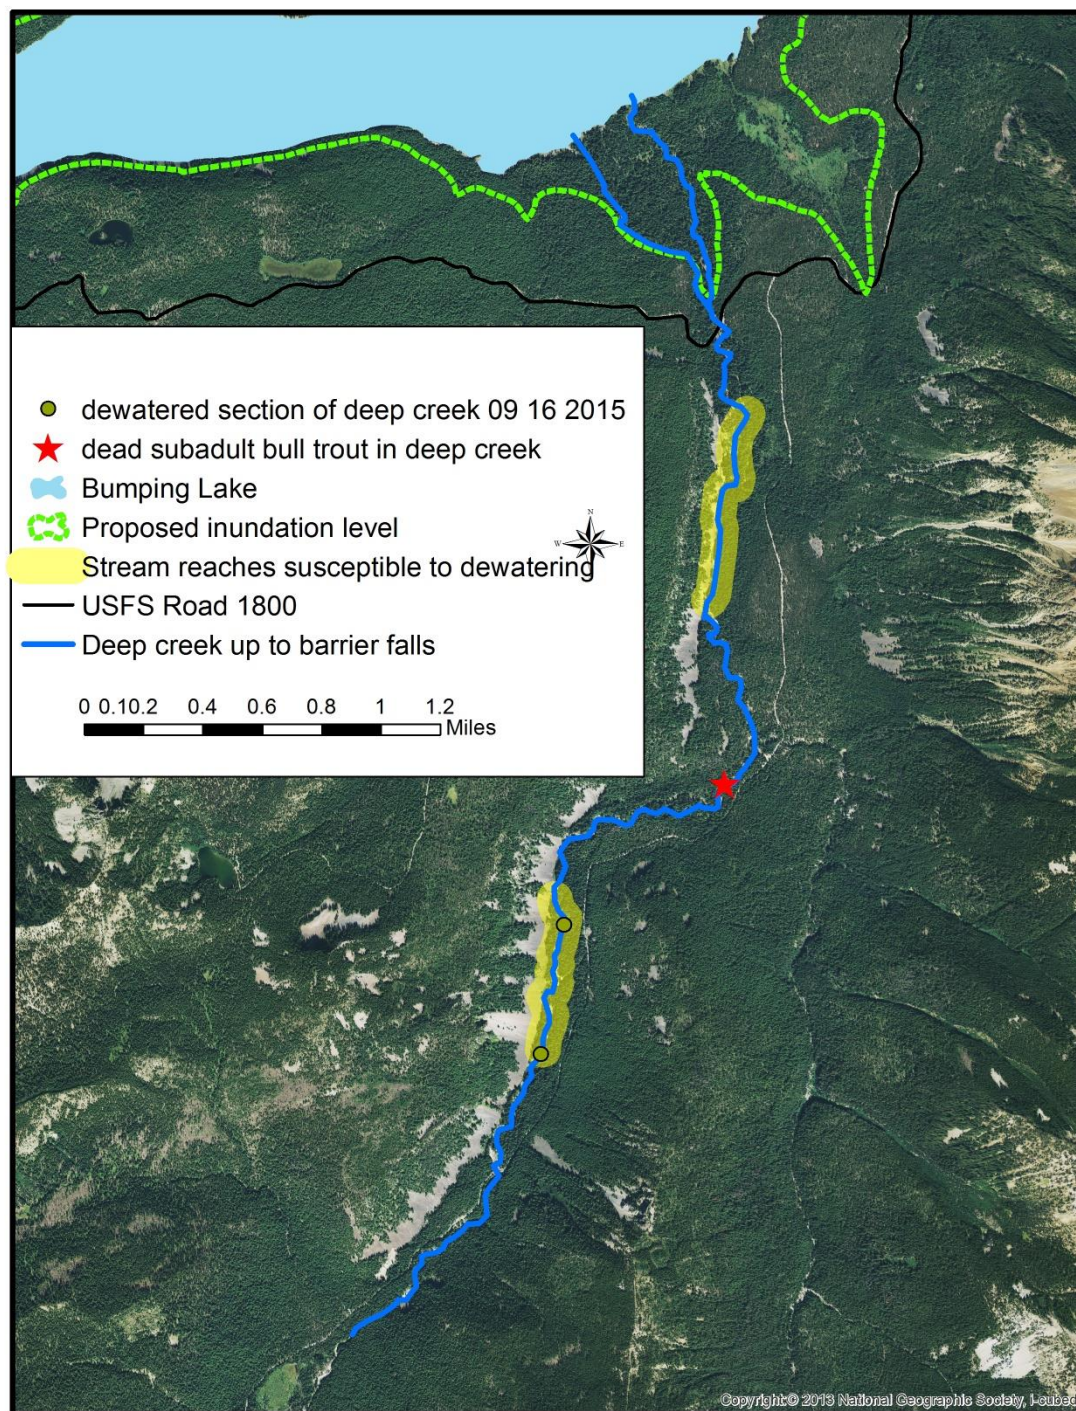 dewatered section of deep creek 09 16 2015
dead subadult bull trout in deep creek
Bumping Lake
Proposed inundation level
N
W E
S
Stream reaches susceptible to dewatering
USFS Road 1800
Deep creek up to barrier falls
0 0.10.2 0.4 0.6 0.8 1 1.2
Miles
Copyright:© 2013 National Geographic Society, i-cubed